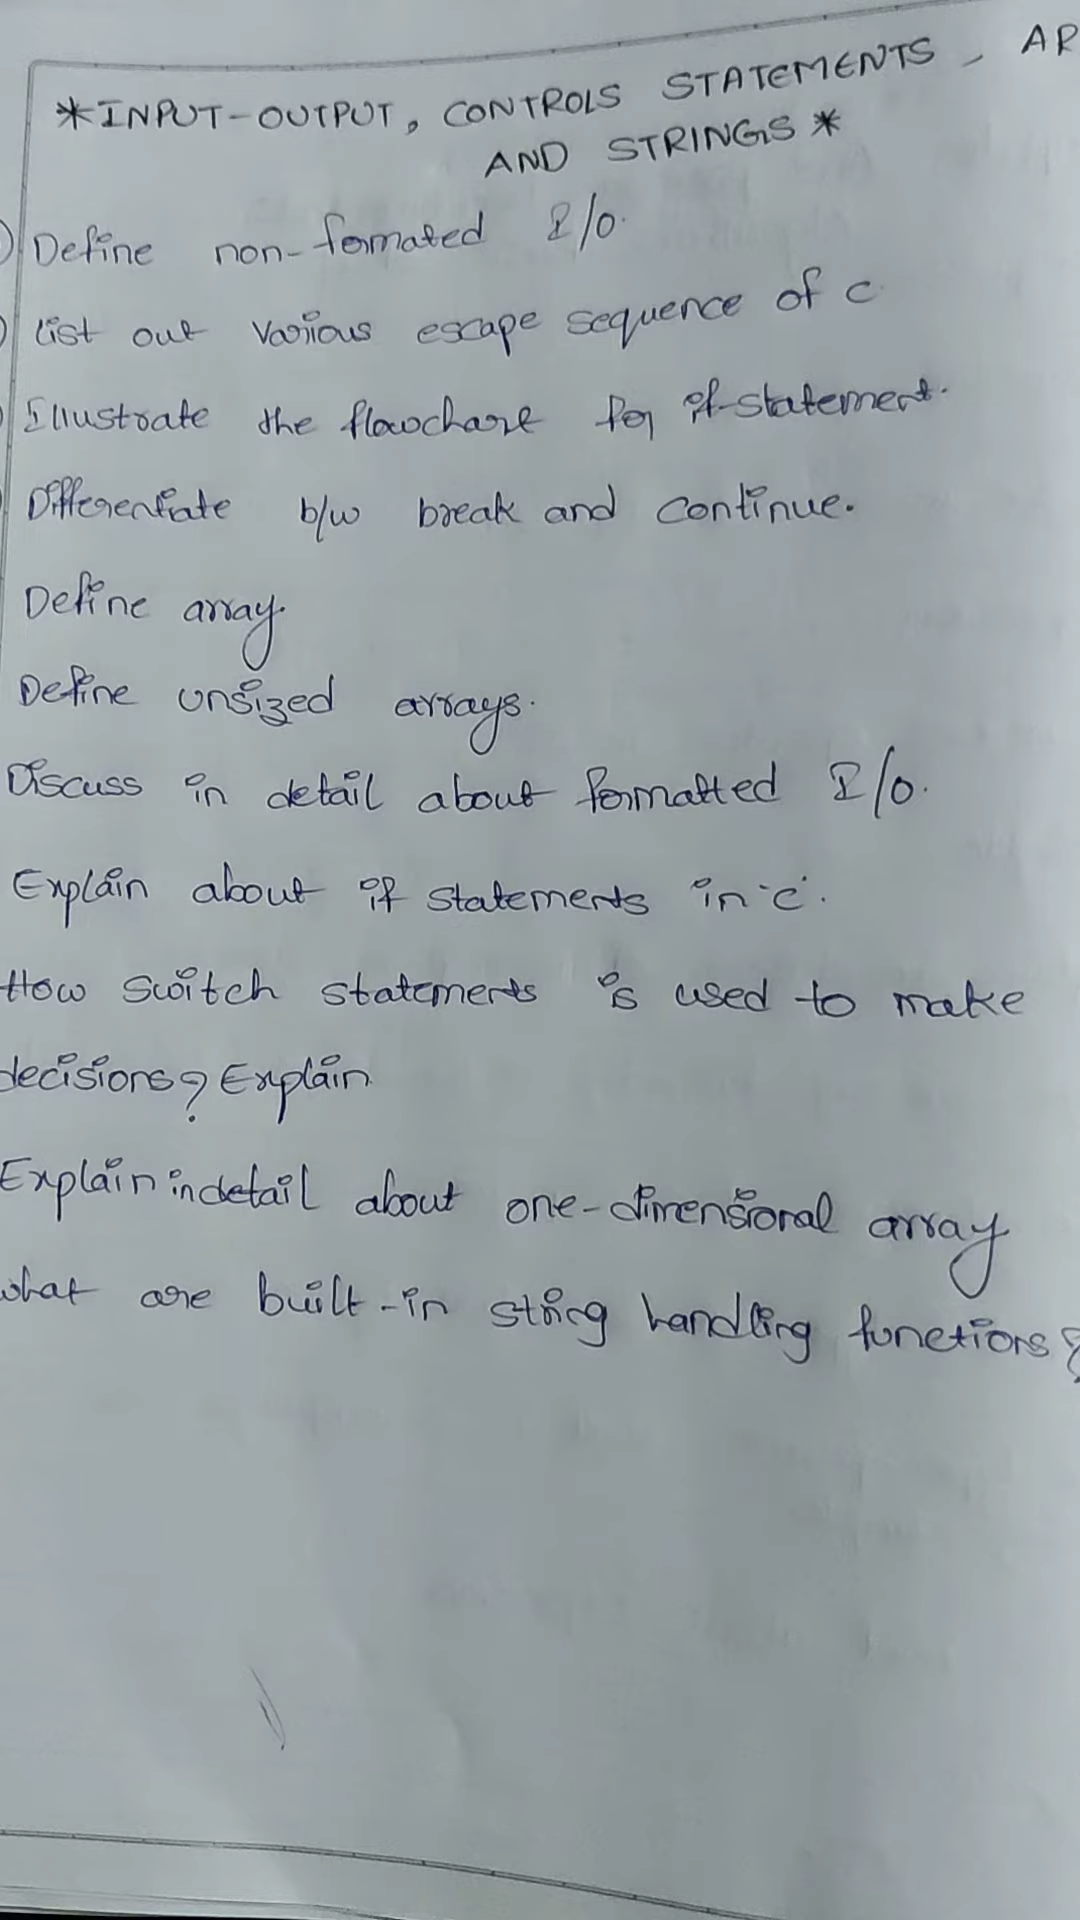 *INPUT-OUTPUT, CONTROLS STATEMENTS, AR
AND STRINGS *
Define non-formated I/O.
list out various escape sequence of c
Illustrate the flowchart for if-statement.
Differentiate b/w break and continue.
Define array.
Define unsized arrays.
Discuss in detail about formatted I/O.
Explain about if statements in 'c'.
How switch statements is used to make
decisions? Explain
Explain in detail about one-dimensional array
what are built-in string handling functions?